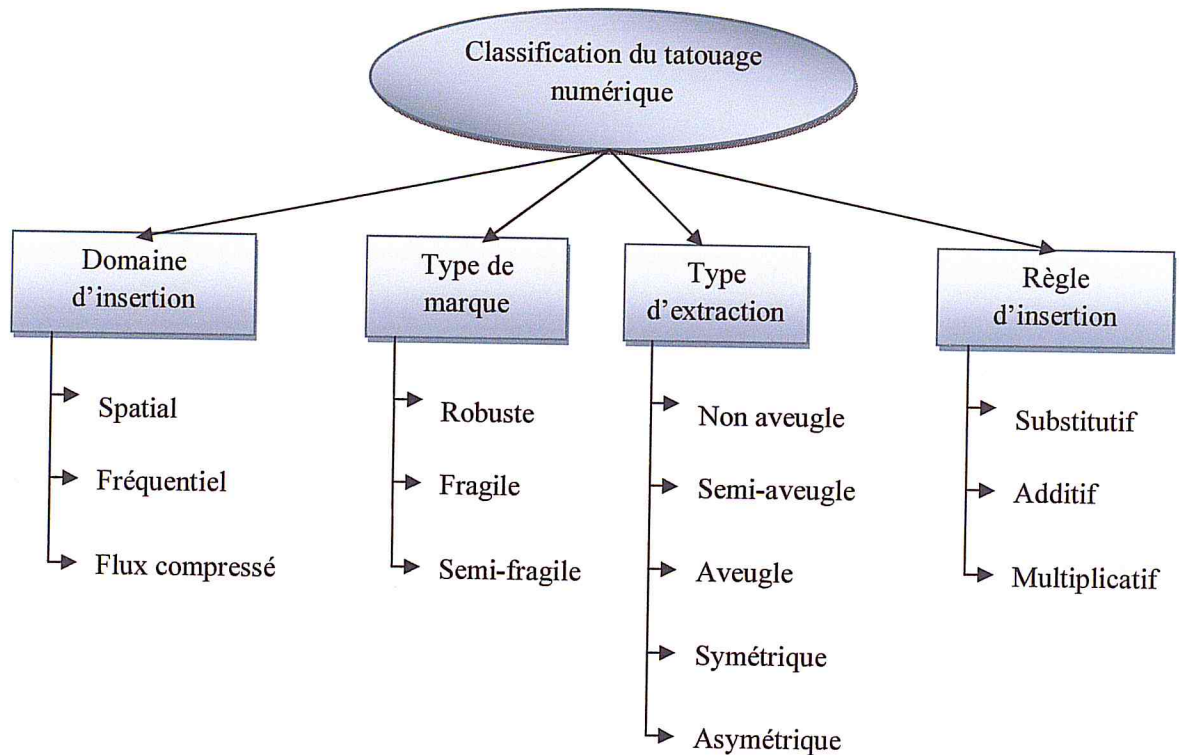 Classification du tatouage
numérique
Domaine
d'insertion
Spatial
Fréquentiel
Flux compressé
Type de
marque
Robuste
Fragile
Semi-fragile
Type
d'extraction
Non aveugle
Semi-aveugle
Aveugle
Symétrique
Asymétrique
Règle
d'insertion
Substitutif
Additif
Multiplicatif